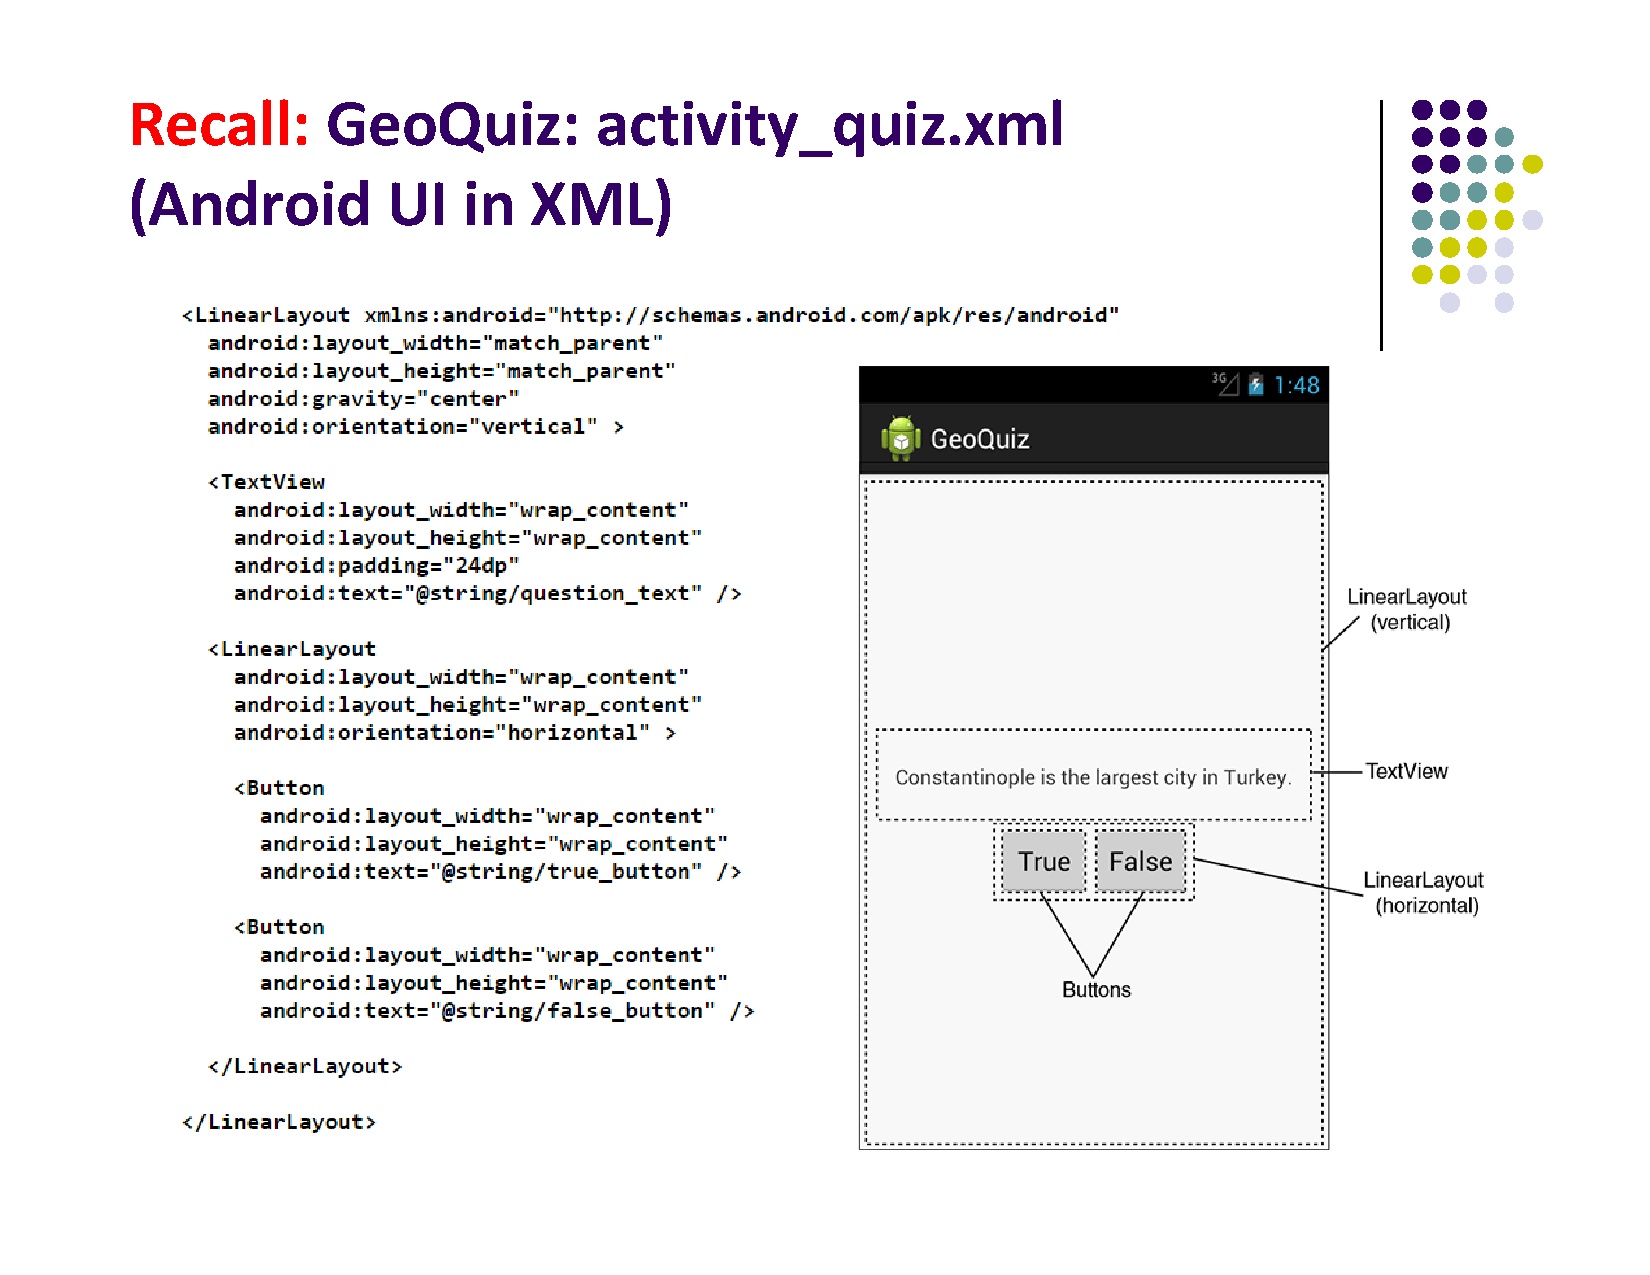 Recall: GeoQuiz: activity_quiz.xml
(Android UI in XML)
<LinearLayout xmlns:android="http://schemas.android.com/apk/res/android"
android:layout_width="match_parent"
android:layout_height="match_parent"
android:gravity="center"
android:orientation="vertical" >
<TextView
android:layout_width="wrap_content"
android:layout_height="wrap_content"
android:padding="24dp"
android:text="@string/question_text" />
<LinearLayout
android:layout_width="wrap_content"
android:layout_height="wrap_content"
android:orientation="horizontal" >
<Button
android:layout_width="wrap_content"
android:layout_height="wrap_content"
android:text="@string/true_button" />
<Button
android:layout_width="wrap_content"
android:layout_height="wrap_content"
android:text="@string/false_button" />
</LinearLayout>
</LinearLayout>
3G 1:48
GeoQuiz
LinearLayout
(vertical)
Constantinople is the largest city in Turkey.
TextView
True False
LinearLayout
(horizontal)
Buttons